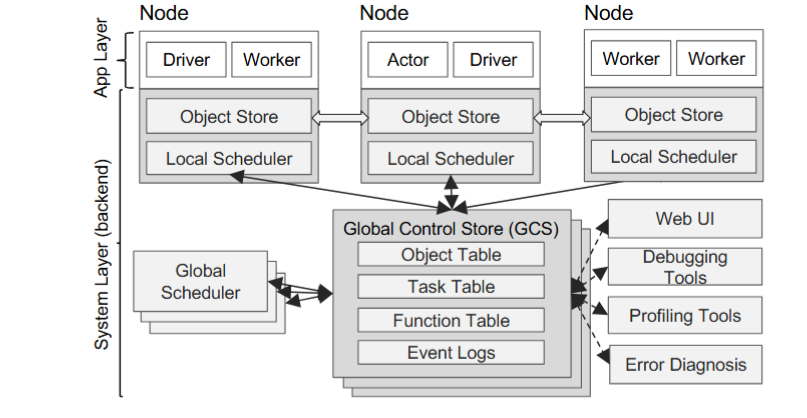 Node
Node
Node
App Layer
Driver
Worker
Actor
Driver
Worker
Worker
Object Store
Object Store
Object Store
Local Scheduler
Local Scheduler
Local Scheduler
System Layer (backend)
Global Control Store (GCS)
Object Table
Task Table
Function Table
Event Logs
Global
Scheduler
Web UI
Debugging
Tools
Profiling Tools
Error Diagnosis